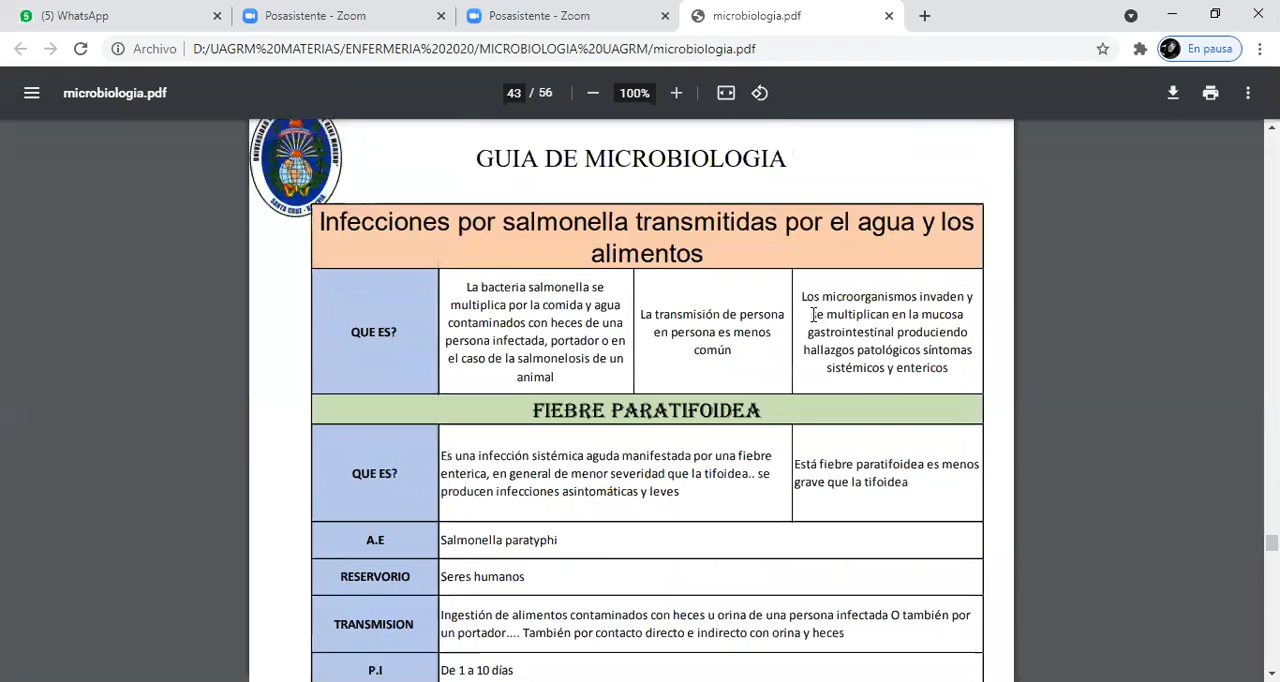 (5) WhatsApp
Posasistente - Zoom
Posasistente - Zoom
microbiologia.pdf
Archivo
D:/UAGRM%20MATERIAS/ENFERMERIA%202020/MICROBIOLOGIA%20UAGRM/microbiologia.pdf
En pausa
microbiologia.pdf
43 / 56
100%
GUIA DE MICROBIOLOGIA
SANTA CRUZ - BOLIVIA
Infecciones por salmonella transmitidas por el agua y los
alimentos
QUE ES?
La bacteria salmonella se
multiplica por la comida y agua
contaminados con heces de una
persona infectada, portador o en
el caso de la salmonelosis de un
animal
La transmisión de persona
en persona es menos
común
Los microorganismos invaden y
se multiplican en la mucosa
gastrointestinal produciendo
hallazgos patológicos síntomas
sistémicos y entericos
FIEBRE PARATIFOIDEA
QUE ES?
Es una infección sistémica aguda manifestada por una fiebre
enterica, en general de menor severidad que la tifoidea.. se
producen infecciones asintomáticas y leves
Está fiebre paratifoidea es menos
grave que la tifoidea
A.E
Salmonella paratyphi
RESERVORIO
Seres humanos
TRANSMISION
Ingestión de alimentos contaminados con heces u orina de una persona infectada O también por
un portador.... También por contacto directo e indirecto con orina y heces
P.I
De 1 a 10 días